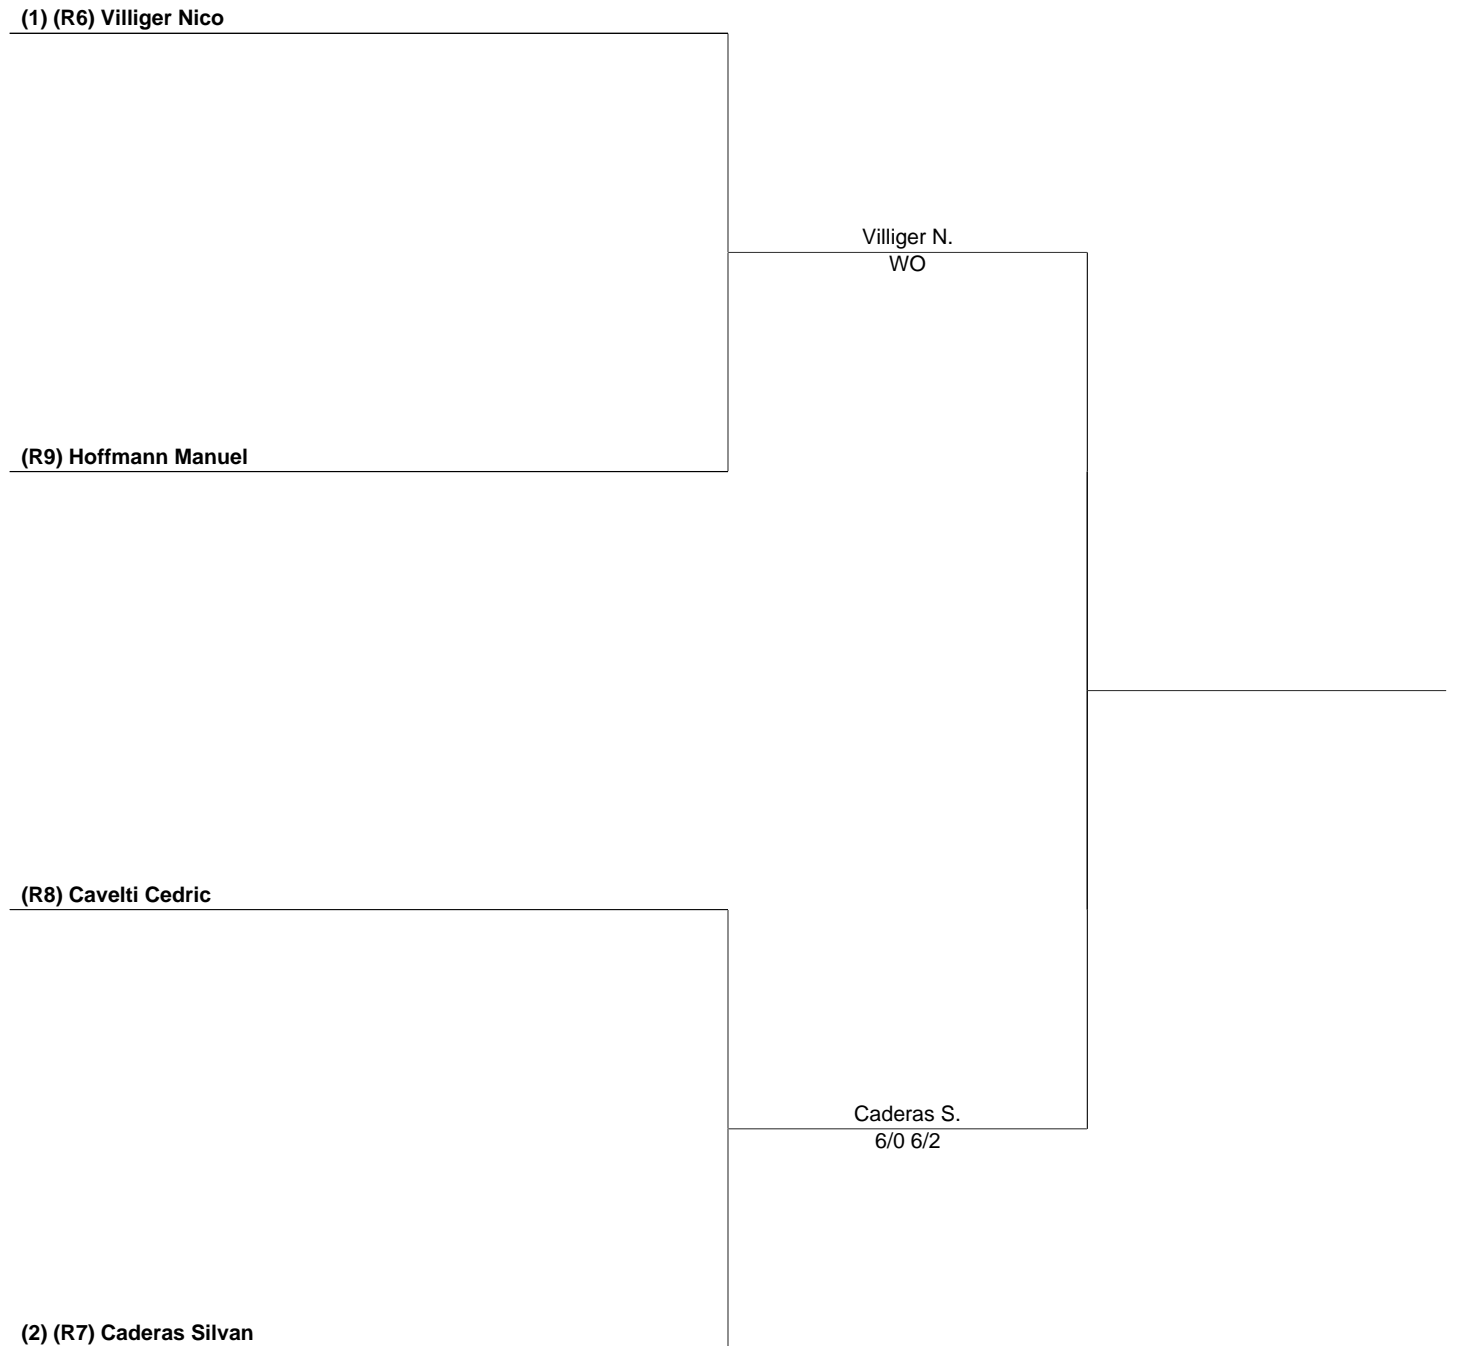 (1) (R6) Villiger Nico
Villiger N.
WO
(R9) Hoffmann Manuel
(R8) Cavelti Cedric
Caderas S.
6/0 6/2
(2) (R7) Caderas Silvan